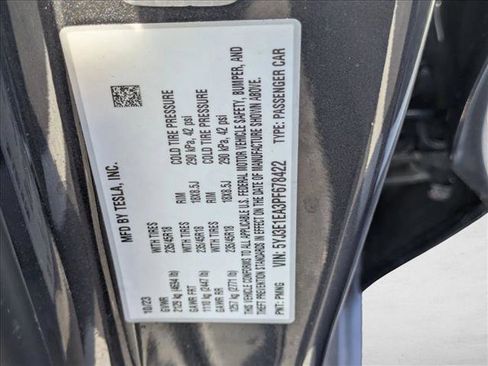 MFD BY TESLA, INC.
10/23
GVWR WITH TIRES RIM COLD TIRE PRESSURE
2129 kg (4694 lb) 235/45R18 18X8.5J 290 kPa, 42 psi
GAWR FRT WITH TIRES RIM COLD TIRE PRESSURE
1110 kg (2447 lb) 235/45R18 18X8.5J 290 kPa, 42 psi
GAWR RR
1257 kg (2771 lb)
THIS VEHICLE CONFORMS TO ALL APPLICABLE U.S. FEDERAL MOTOR VEHICLE SAFETY, BUMPER, AND
THEFT PREVENTION STANDARDS IN EFFECT ON THE DATE OF MANUFACTURE SHOWN ABOVE.
VIN: 5YJ3E1EA3PF678422 TYPE: PASSENGER CAR
PAINT: PMNG